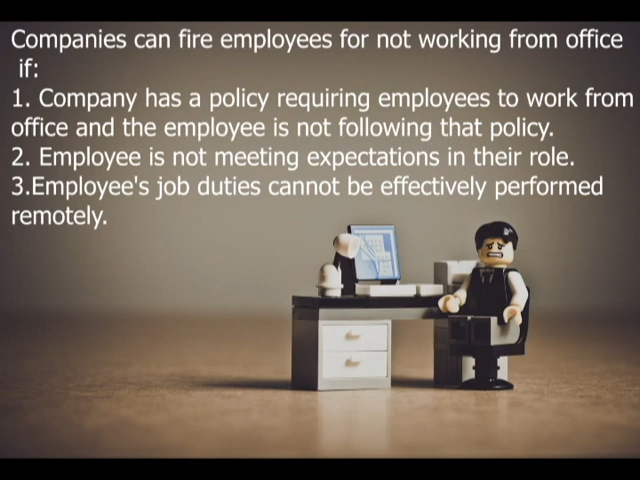 Companies can fire employees for not working from office
if:
1. Company has a policy requiring employees to work from
office and the employee is not following that policy.
2. Employee is not meeting expectations in their role.
3.Employee's job duties cannot be effectively performed
remotely.